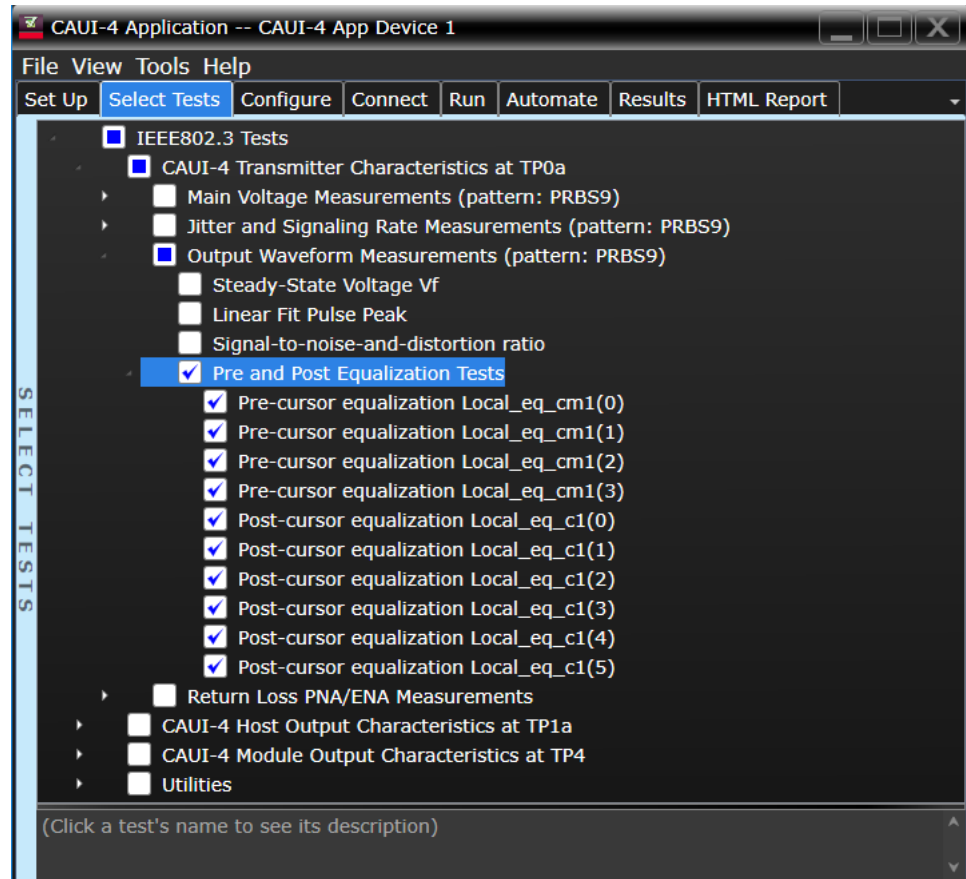 CAUI-4 Application -- CAUI-4 App Device 1
File View Tools Help
Set Up Select Tests Configure Connect Run Automate Results HTML Report
SELECT TESTS
IEEE802.3 Tests
CAUI-4 Transmitter Characteristics at TP0a
Main Voltage Measurements (pattern: PRBS9)
Jitter and Signaling Rate Measurements (pattern: PRBS9)
Output Waveform Measurements (pattern: PRBS9)
Steady-State Voltage Vf
Linear Fit Pulse Peak
Signal-to-noise-and-distortion ratio
Pre and Post Equalization Tests
Pre-cursor equalization Local_eq_cm1(0)
Pre-cursor equalization Local_eq_cm1(1)
Pre-cursor equalization Local_eq_cm1(2)
Pre-cursor equalization Local_eq_cm1(3)
Post-cursor equalization Local_eq_c1(0)
Post-cursor equalization Local_eq_c1(1)
Post-cursor equalization Local_eq_c1(2)
Post-cursor equalization Local_eq_c1(3)
Post-cursor equalization Local_eq_c1(4)
Post-cursor equalization Local_eq_c1(5)
Return Loss PNA/ENA Measurements
CAUI-4 Host Output Characteristics at TP1a
CAUI-4 Module Output Characteristics at TP4
Utilities
(Click a test's name to see its description)